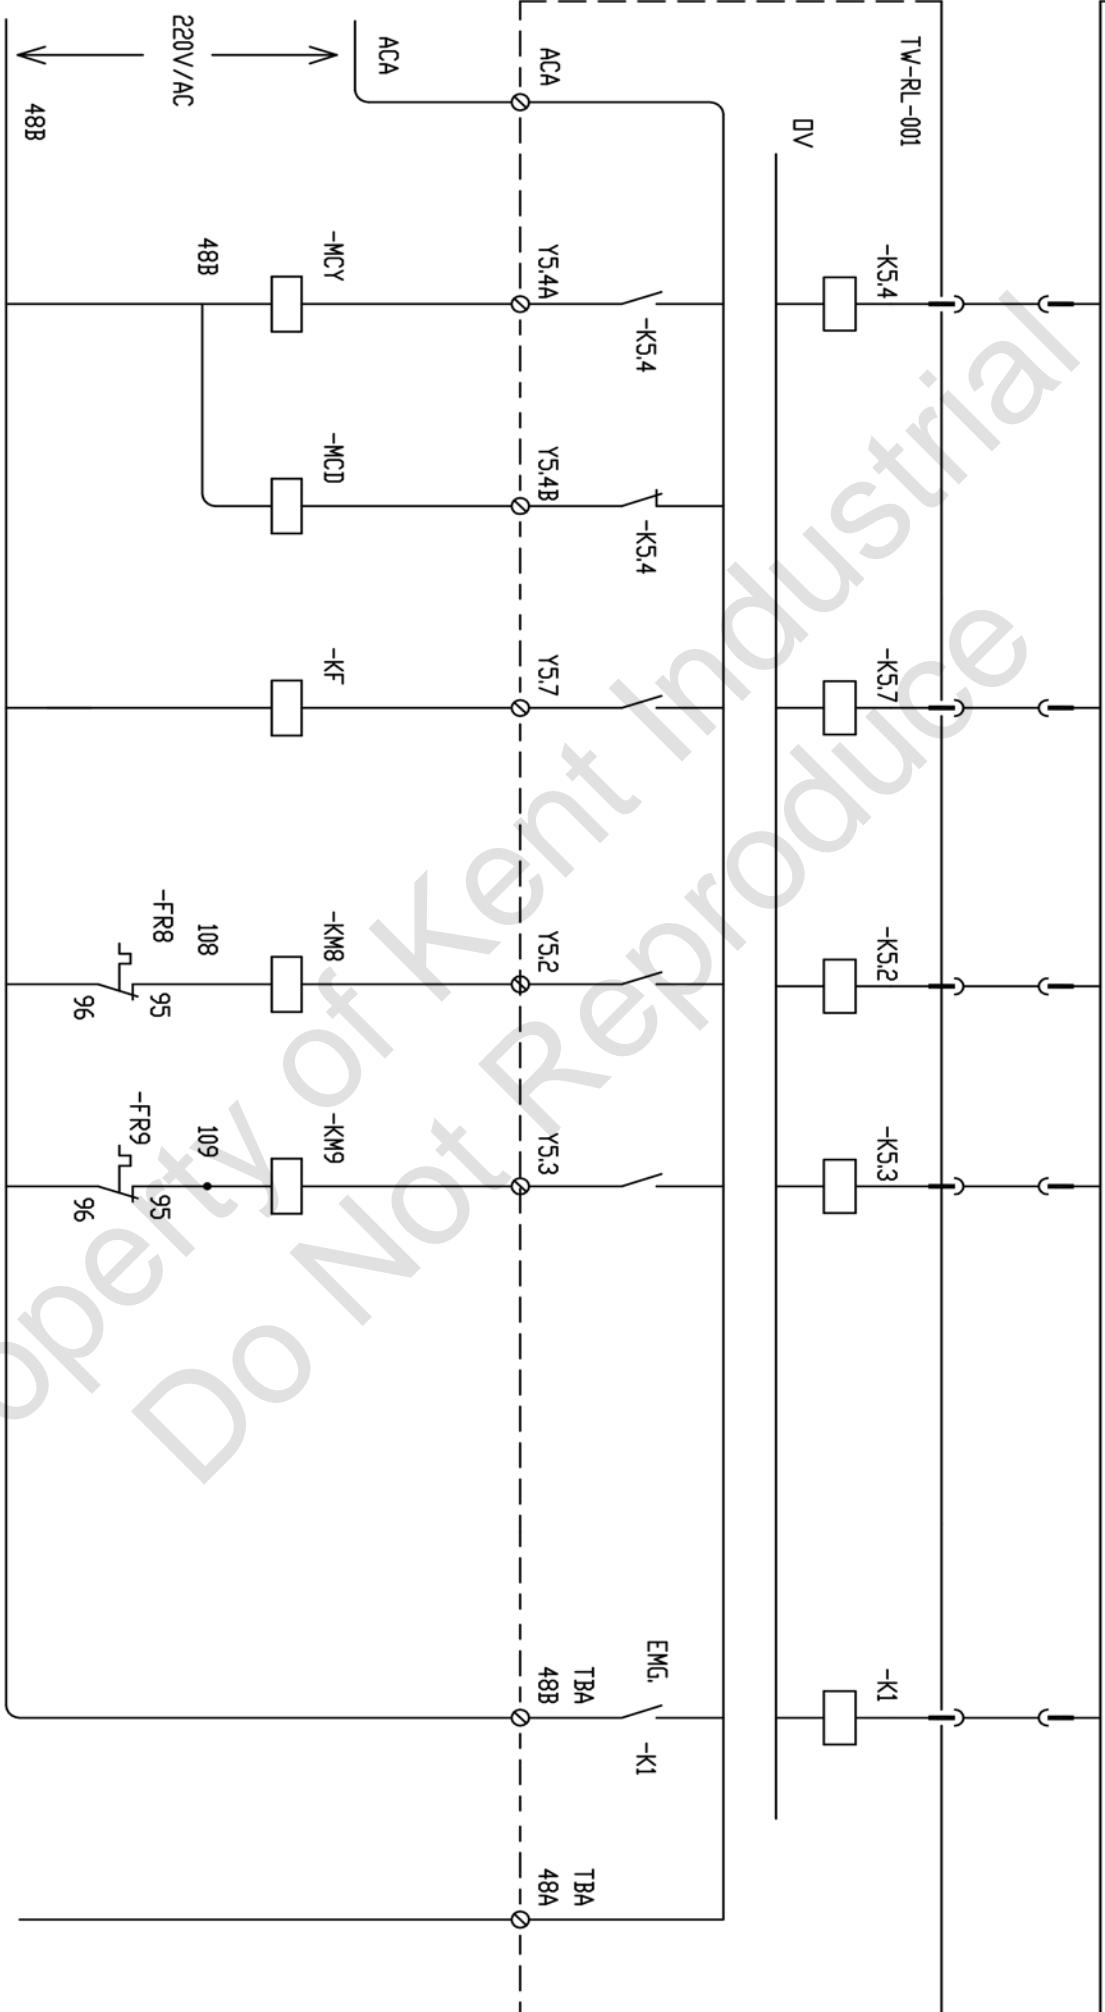 TW-RL-001
0V
-K5.4
-K5.7
-K5.2
-K5.3
-K1
ACA
ACA
Y5.4A
-K5.4
Y5.4B
-K5.4
Y5.7
Y5.2
Y5.3
EMG.
-K1
TBA
48B
TBA
48A
220V/AC
48B
48B
-MCY
-MCD
-KF
-KM8
-KM9
108
-FR8
95
96
109
-FR9
95
96
operty of Kent Industrial
Do Not Reproduce